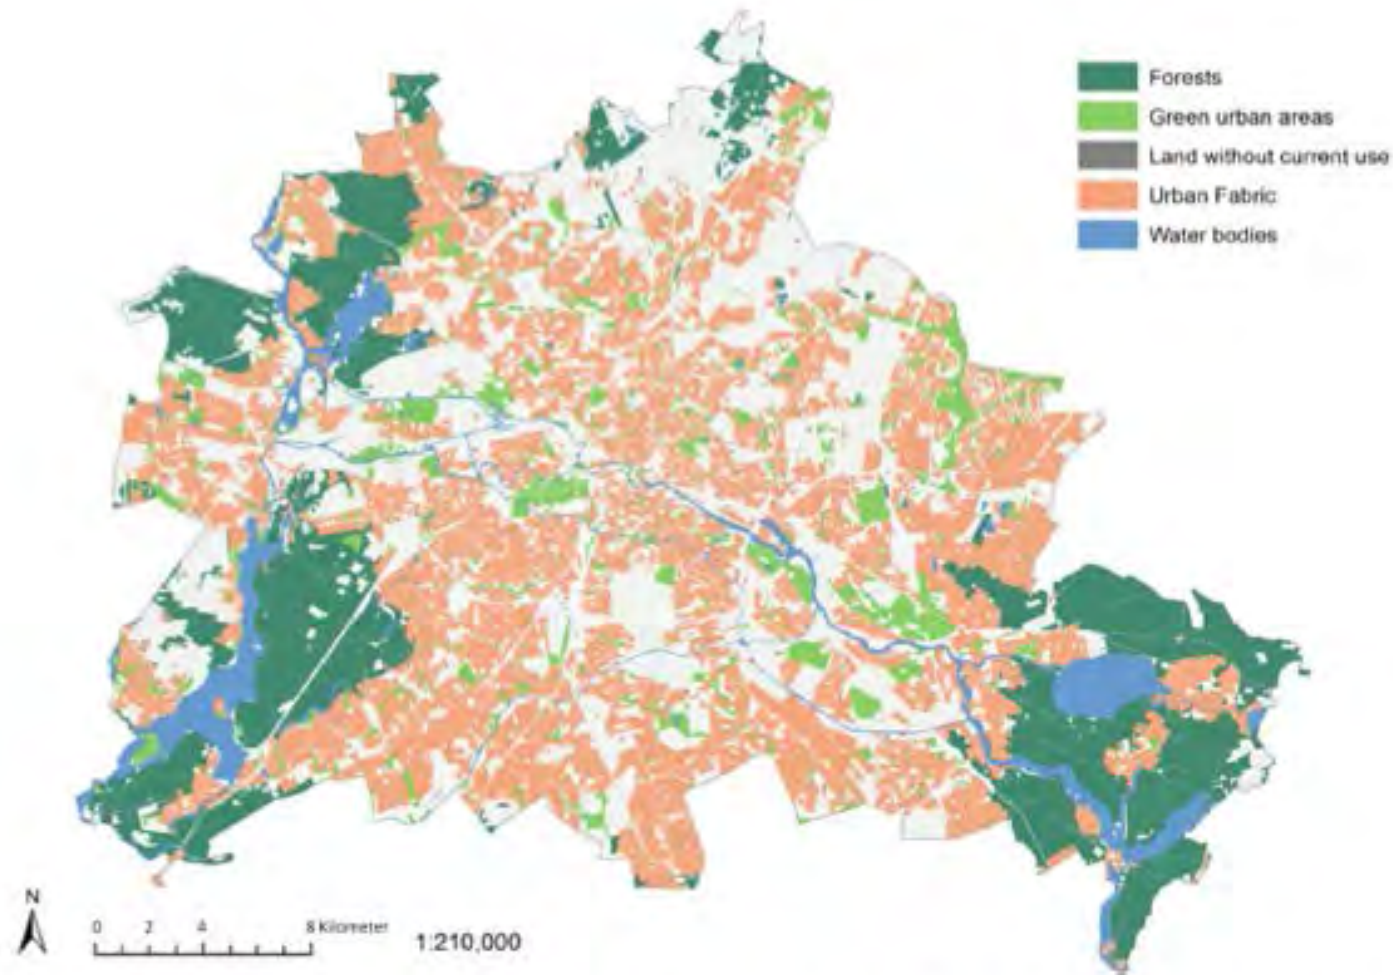 Forests
Green urban areas
Land without current use
Urban Fabric
Water bodies
N
0 2 4 8 Kilometer
1:210,000